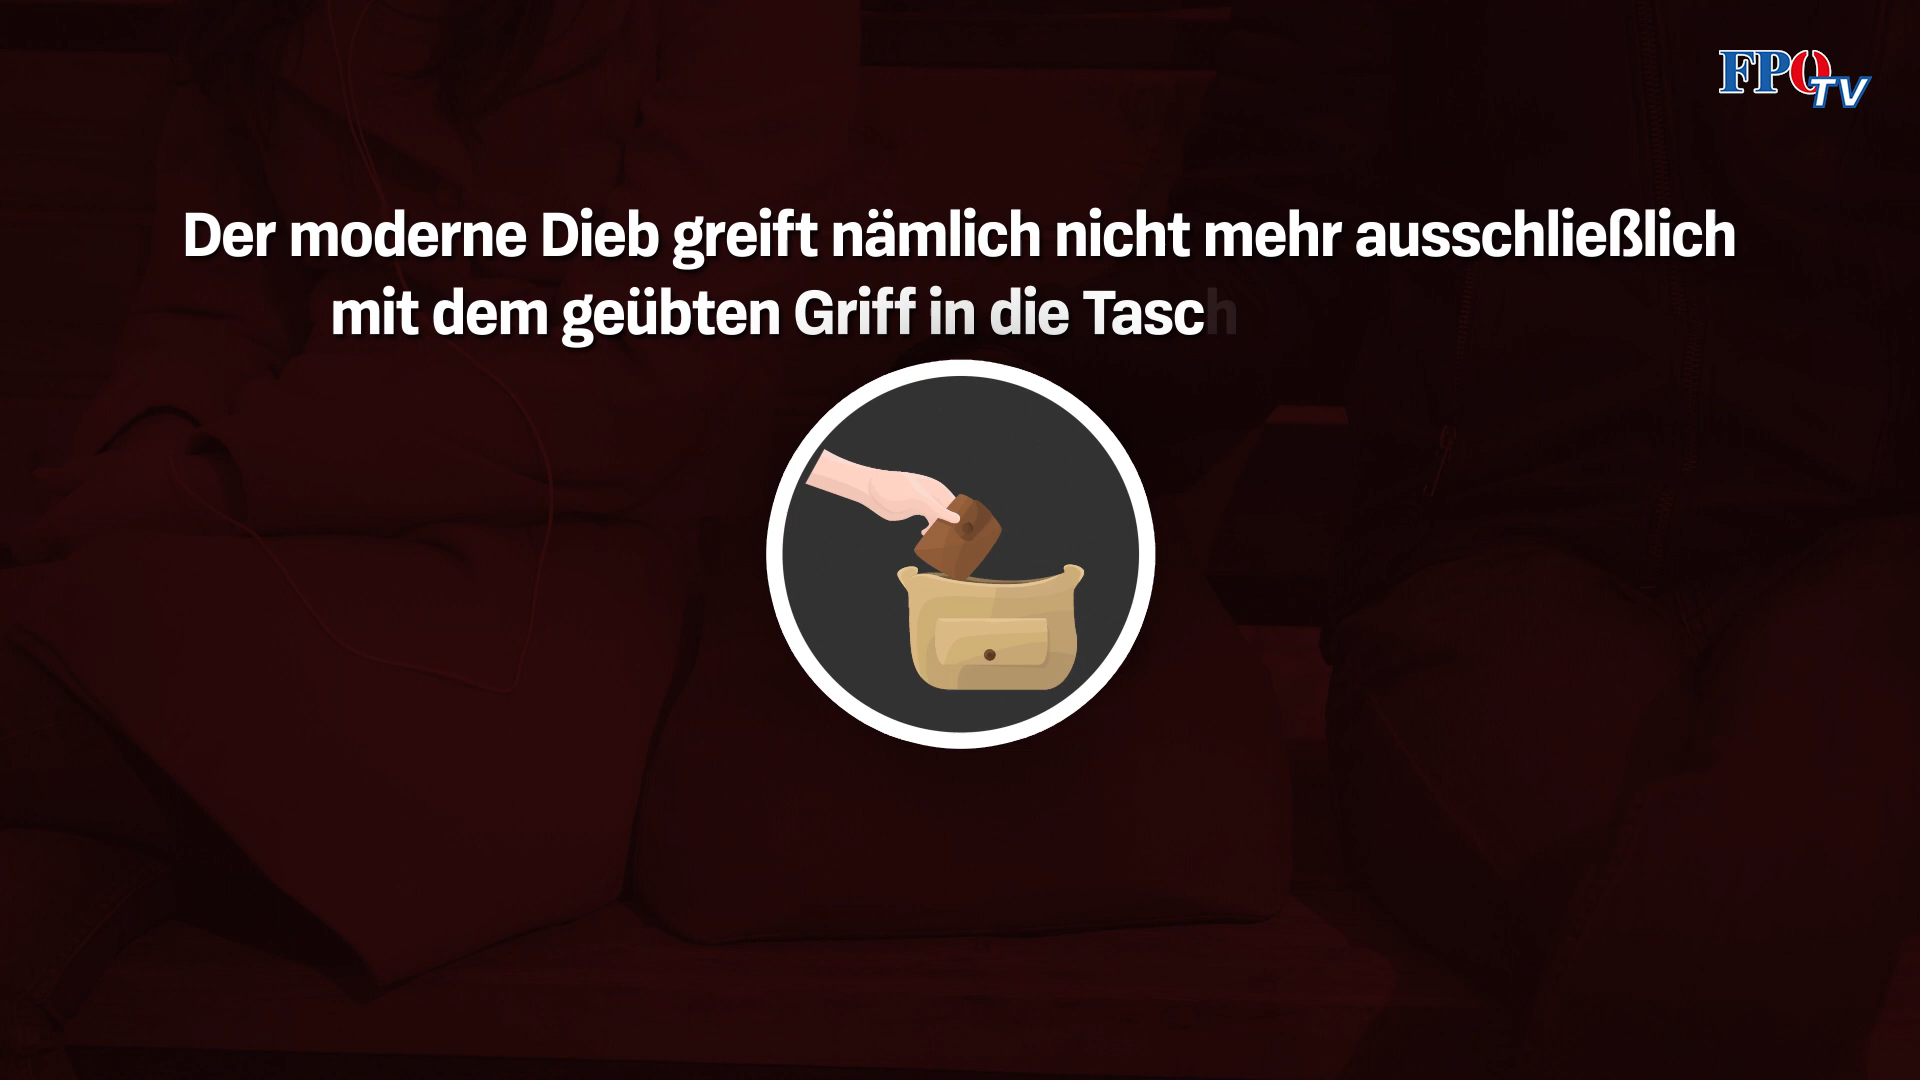 FPÖ
TV
Der moderne Dieb greift nämlich nicht mehr ausschließlich
mit dem geübten Griff in die Tasch